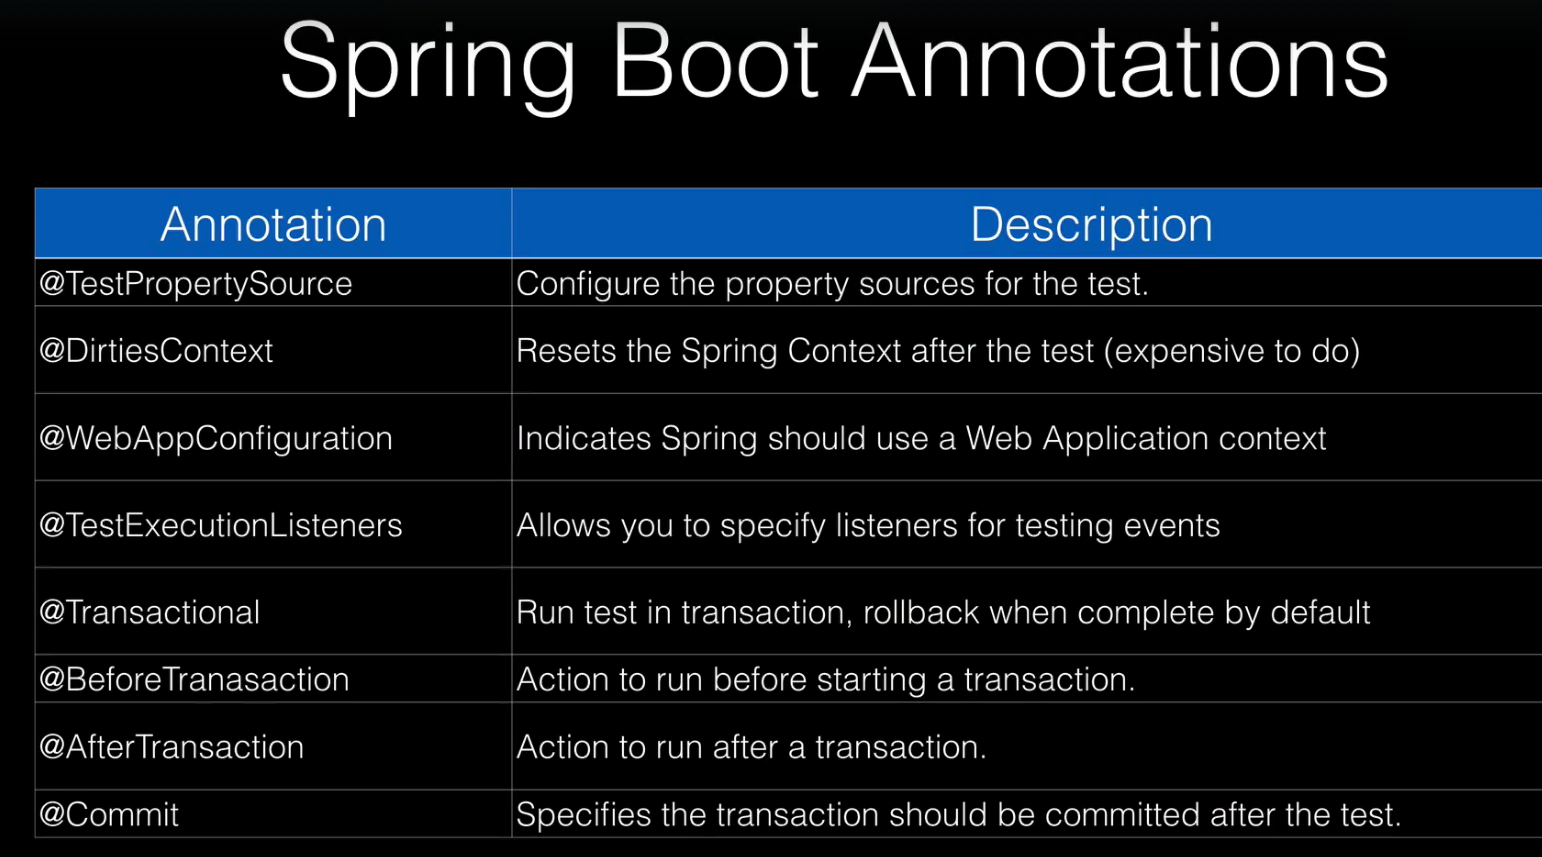 Spring Boot Annotations
Annotation Description
@TestPropertySource Configure the property sources for the test.
@DirtiesContext Resets the Spring Context after the test (expensive to do)
@WebAppConfiguration Indicates Spring should use a Web Application context
@TestExecutionListeners Allows you to specify listeners for testing events
@Transactional Run test in transaction, rollback when complete by default
@BeforeTranasaction Action to run before starting a transaction.
@AfterTransaction Action to run after a transaction.
@Commit Specifies the transaction should be committed after the test.